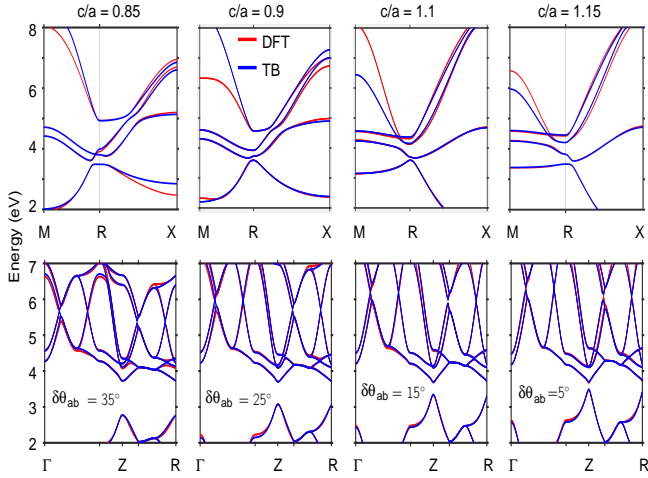 c/a = 0.85 c/a = 0.9 c/a = 1.1 c/a = 1.15
8
6
4
2
DFT
TB
M R X M R X M R X M R X
Energy (eV)
7
6
5
4
3
2
δθab = 35° δθab = 25° δθab = 15° δθab =5°
Γ Z R Γ Z R Γ Z R Γ Z R